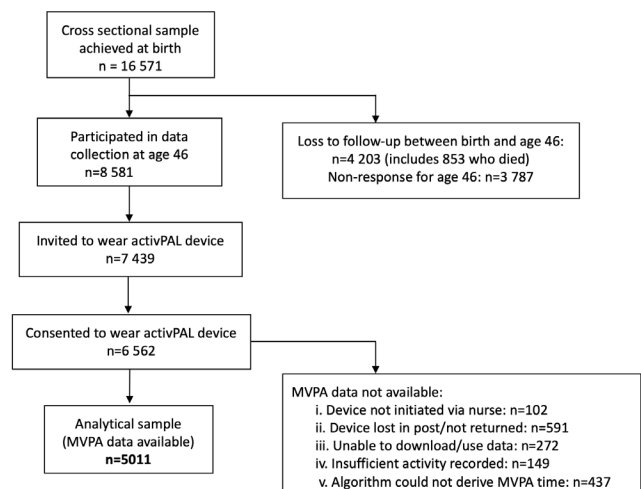 Cross sectional sample
achieved at birth
n = 16 571
Participated in data
collection at age 46
n=8 581
Loss to follow-up between birth and age 46:
n=4 203 (includes 853 who died)
Non-response for age 46: n=3 787
Invited to wear activPAL device
n=7 439
Consented to wear activPAL device
n=6 562
Analytical sample
(MVPA data available)
n=5011
MVPA data not available:
i. Device not initiated via nurse: n=102
ii. Device lost in post/not returned: n=591
iii. Unable to download/use data: n=272
iv. Insufficient activity recorded: n=149
v. Algorithm could not derive MVPA time: n=437